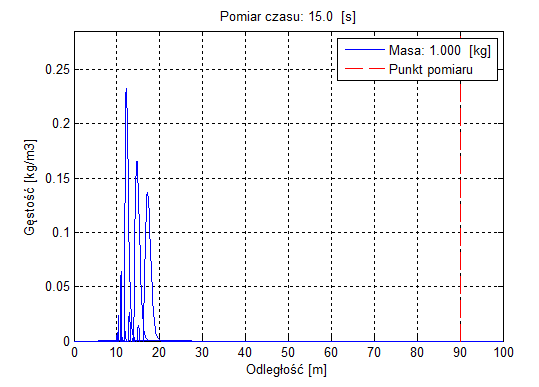 Pomiar czasu: 15.0 [s]
Masa: 1.000 [kg]
Punkt pomiaru
Gęstość [kg/m3]
0.25
0.2
0.15
0.1
0.05
0
0 10 20 30 40 50 60 70 80 90 100
Odległość [m]